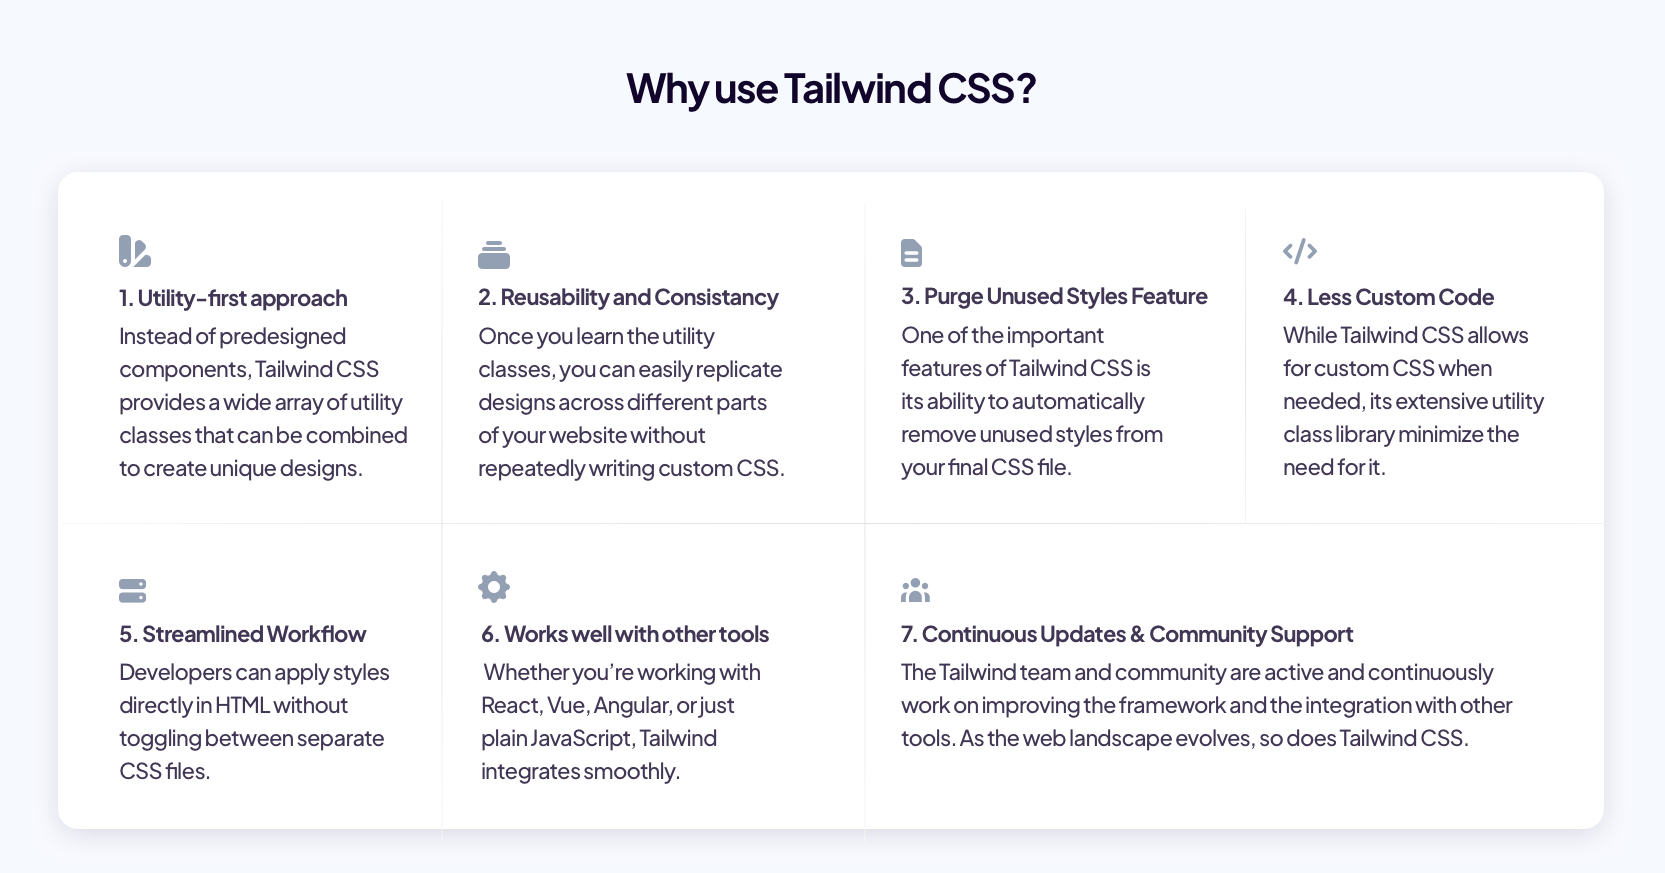 Why use Tailwind CSS?
1. Utility-first approach
Instead of predesigned
components, Tailwind CSS
provides a wide array of utility
classes that can be combined
to create unique designs.
2. Reusability and Consistancy
Once you learn the utility
classes, you can easily replicate
designs across different parts
of your website without
repeatedly writing custom CSS.
3. Purge Unused Styles Feature
One of the important
features of Tailwind CSS is
its ability to automatically
remove unused styles from
your final CSS file.
4. Less Custom Code
While Tailwind CSS allows
for custom CSS when
needed, its extensive utility
class library minimize the
need for it.
5. Streamlined Workflow
Developers can apply styles
directly in HTML without
toggling between separate
CSS files.
6. Works well with other tools
Whether you’re working with
React, Vue, Angular, or just
plain JavaScript, Tailwind
integrates smoothly.
7. Continuous Updates & Community Support
The Tailwind team and community are active and continuously
work on improving the framework and the integration with other
tools. As the web landscape evolves, so does Tailwind CSS.